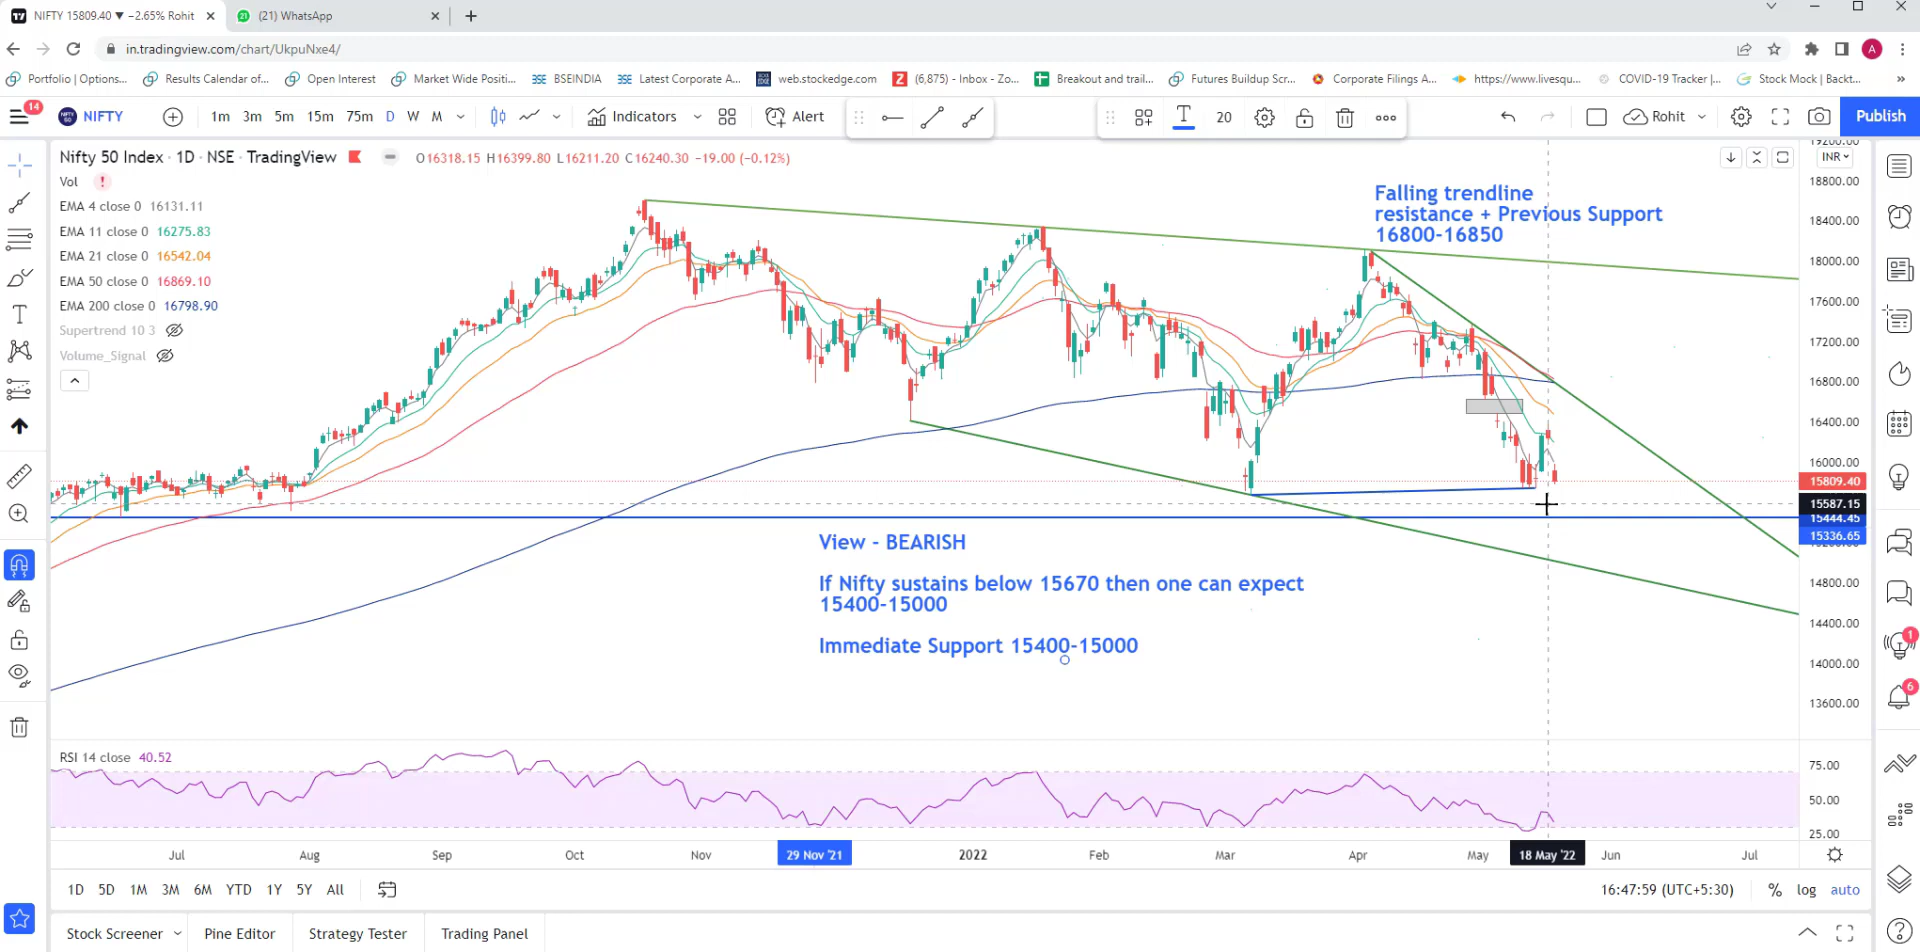 NIFTY 15809.40 ▼ −2.65% Rohit
(21) WhatsApp
in.tradingview.com/chart/UkpuNxe4/
A
Portfolio | Options...
Results Calendar of...
Open Interest
Market Wide Positi...
BSEINDIA
Latest Corporate A...
web.stockedge.com
(6,875) - Inbox - Zo...
Breakout and trail...
Futures Buildup Scr...
Corporate Filings A...
https://www.livesqu...
COVID-19 Tracker |...
Stock Mock | Backt...
14
NIFTY
1m 3m 5m 15m 75m D W M
Indicators
Alert
T 20
Rohit
Publish
Nifty 50 Index · 1D · NSE · TradingView
O16318.15 H16399.80 L16211.20 C16240.30 −19.00 (−0.12%)
INR
Vol
EMA 4 close 0 16131.11
EMA 11 close 0 16275.83
EMA 21 close 0 16542.04
EMA 50 close 0 16869.10
EMA 200 close 0 16798.90
Supertrend 10 3
Volume_Signal
Falling trendline
resistance + Previous Support
16800-16850
19200.00
18800.00
18400.00
18000.00
17600.00
17200.00
16800.00
16400.00
16000.00
15809.40
15587.15
15444.45
15336.65
14800.00
14400.00
14000.00
13600.00
View - BEARISH
If Nifty sustains below 15670 then one can expect
15400-15000
Immediate Support 15400-15000
RSI 14 close 40.52
75.00
50.00
25.00
1
6
Jul Aug Sep Oct Nov 29 Nov '21 2022 Feb Mar Apr May 18 May '22 Jun Jul
1D 5D 1M 3M 6M YTD 1Y 5Y All
16:47:59 (UTC+5:30) % log auto
Stock Screener
Pine Editor
Strategy Tester
Trading Panel